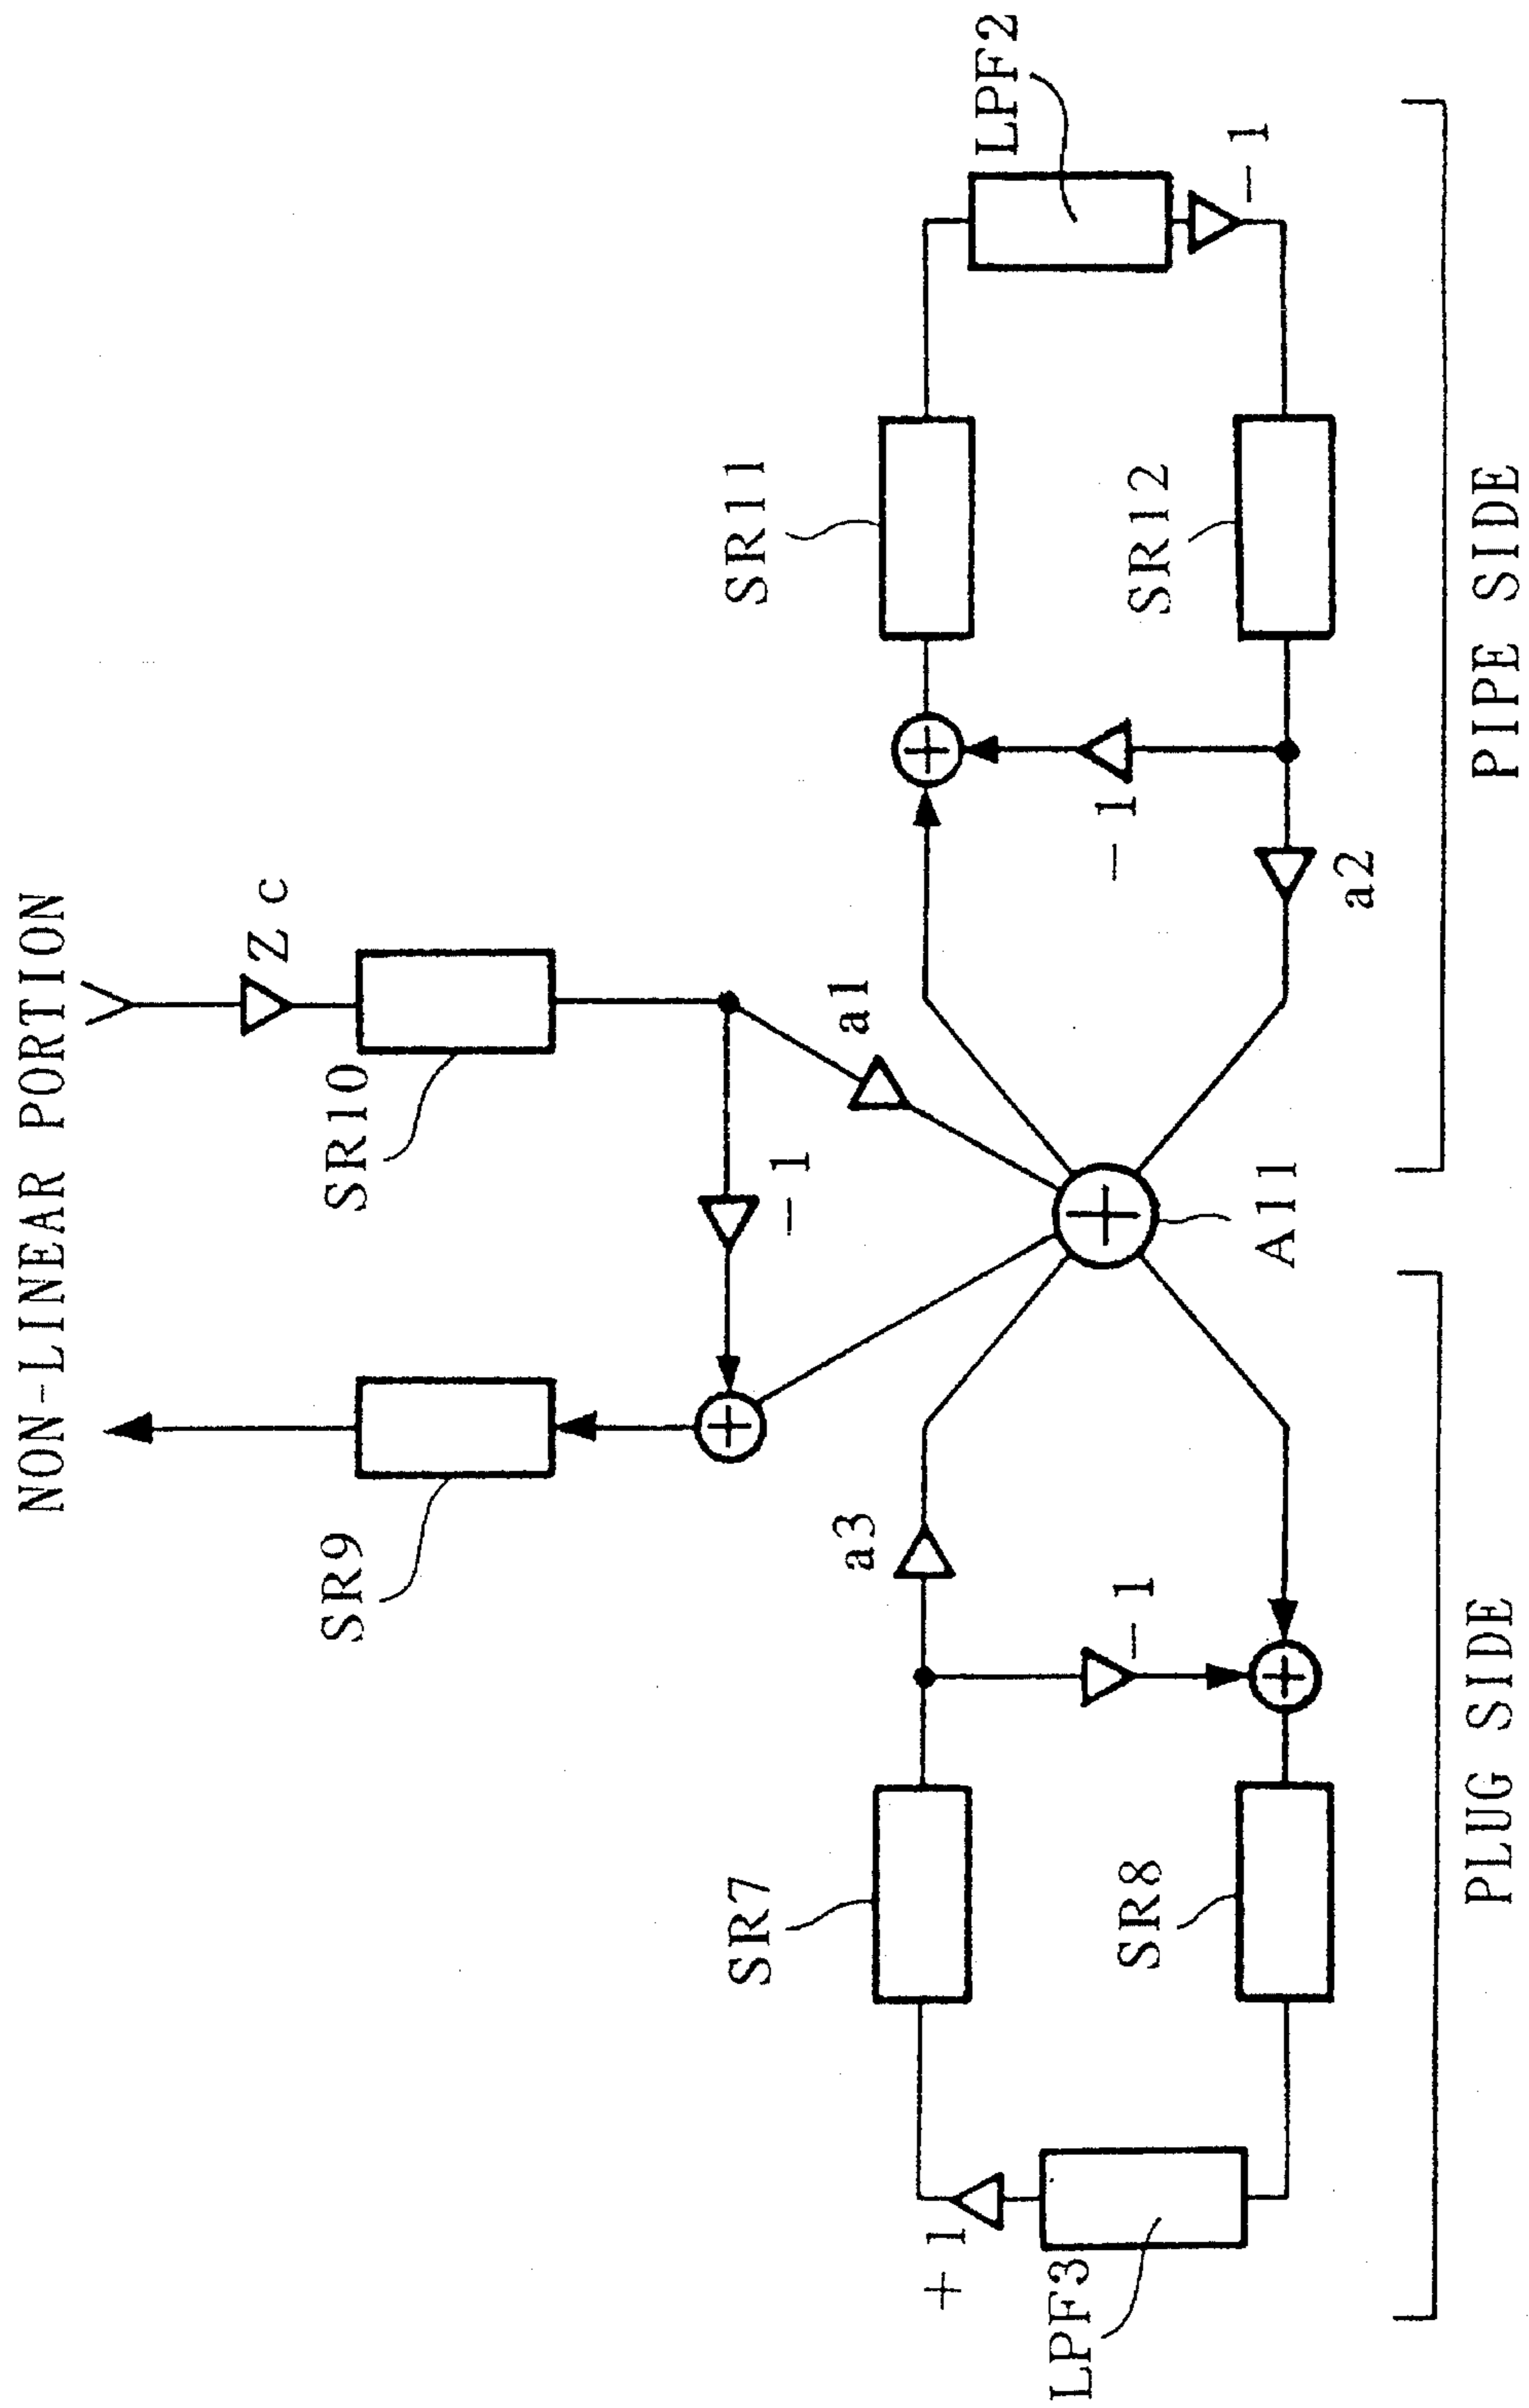 NON-LINEAR PORTION
SR9
SR10
Zc
-1
a1
a3
SR7
SR11
LPF2
-1
-1
+1
LPF3
SR8
-1
A11
a2
SR12
PLUG SIDE
PIPE SIDE